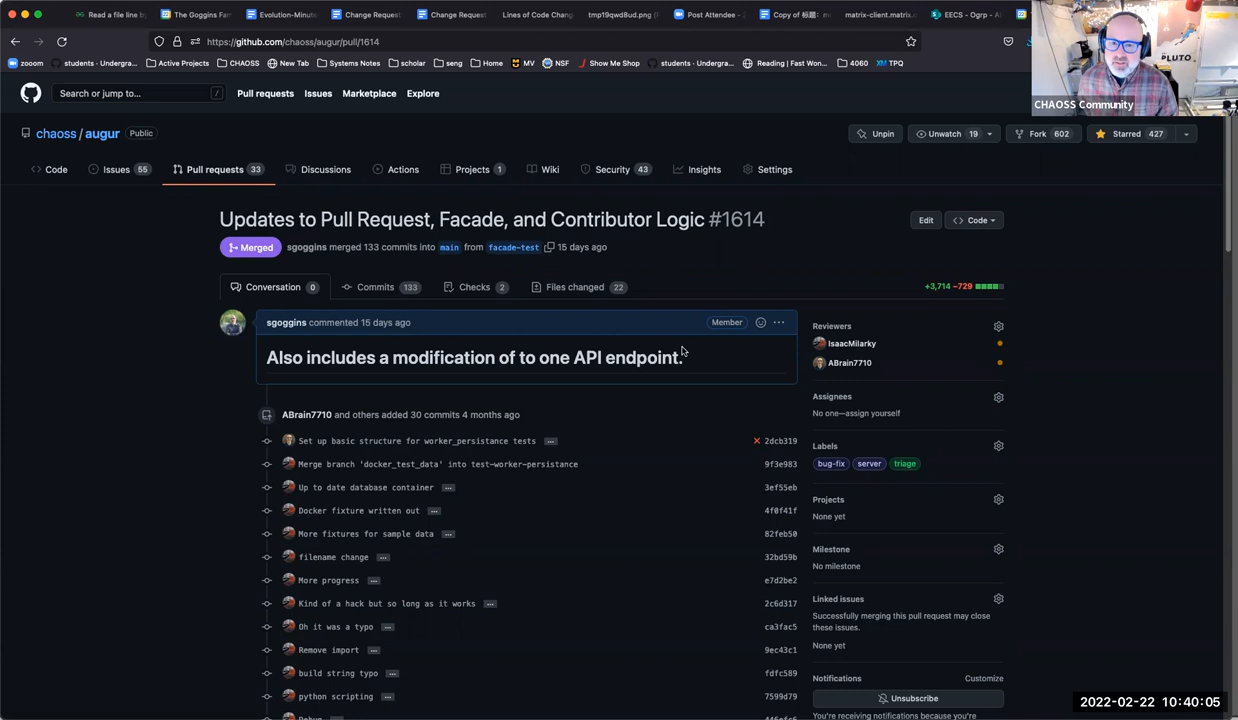 Read a file line by
The Goggins Fam
Evolution-Minute
Change Request
Change Request
Lines of Code Chang
tmp19qwd8ud.png (
Post Attendee -
Copy of 标题: m
matrix-client.matrix.c
EECS - Ogrp - A
https://github.com/chaoss/augur/pull/1614
zooom
students - Undergra...
Active Projects
CHAOSS
New Tab
Systems Notes
scholar
seng
Home
MV
NSF
Show Me Shop
students - Undergra...
Reading | Fast Won...
4060
TPQ
PLUTO
CHAOSS Community
Search or jump to...
/
Pull requests
Issues
Marketplace
Explore
chaoss / augur
Public
Unpin
Unwatch 19
Fork 602
Starred 427
Code
Issues 55
Pull requests 33
Discussions
Actions
Projects 1
Wiki
Security 43
Insights
Settings
Updates to Pull Request, Facade, and Contributor Logic #1614
Edit
Code
Merged
sgoggins merged 133 commits into main from facade-test 15 days ago
Conversation 0
Commits 133
Checks 2
Files changed 22
+3,714 −729
sgoggins commented 15 days ago
Member
Also includes a modification of to one API endpoint.
ABrain7710 and others added 30 commits 4 months ago
Set up basic structure for worker_persistance tests
2dcb319
Merge branch 'docker_test_data' into test-worker-persistance
9f3e983
Up to date database container
3ef55eb
Docker fixture written out
4f0f41f
More fixtures for sample data
82feb50
filename change
32bd59b
More progress
e7d2be2
Kind of a hack but so long as it works
2c6d317
Oh it was a typo
ca3fac5
Remove import
9ec43c1
build string typo
fdfc589
python scripting
7599d79
Reviewers
IsaacMilarky
ABrain7710
Assignees
No one—assign yourself
Labels
bug-fix
server
triage
Projects
None yet
Milestone
No milestone
Linked issues
Successfully merging this pull request may close
these issues.
None yet
Notifications
Customize
Unsubscribe
You're receiving notifications because you're
2022-02-22 10:40:05